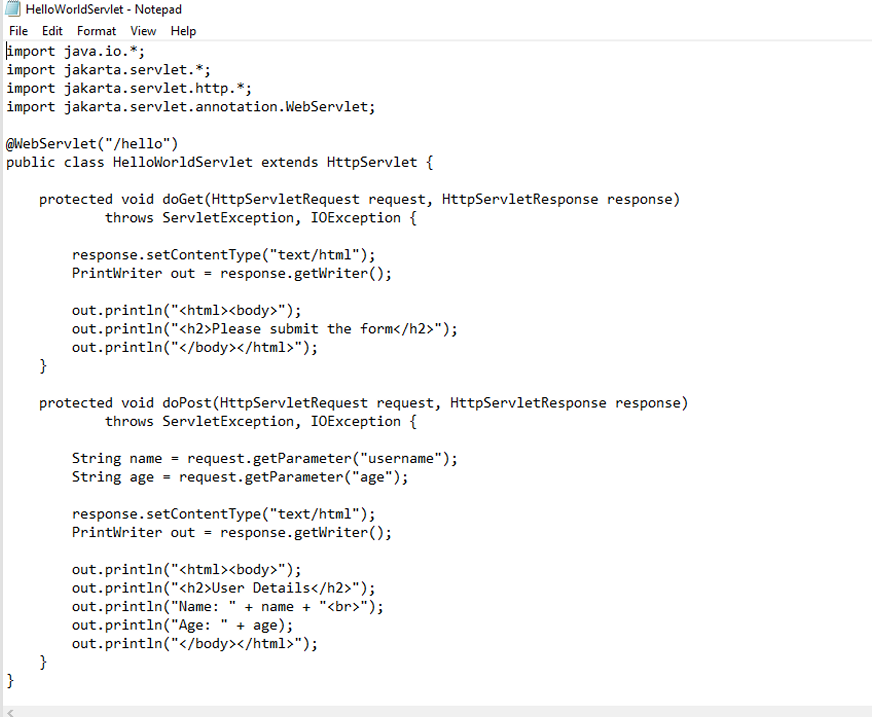 HelloWorldServlet - Notepad
File Edit Format View Help
import java.io.*;
import jakarta.servlet.*;
import jakarta.servlet.http.*;
import jakarta.servlet.annotation.WebServlet;

@WebServlet("/hello")
public class HelloWorldServlet extends HttpServlet {

    protected void doGet(HttpServletRequest request, HttpServletResponse response)
            throws ServletException, IOException {

        response.setContentType("text/html");
        PrintWriter out = response.getWriter();

        out.println("<html><body>");
        out.println("<h2>Please submit the form</h2>");
        out.println("</body></html>");
    }

    protected void doPost(HttpServletRequest request, HttpServletResponse response)
            throws ServletException, IOException {

        String name = request.getParameter("username");
        String age = request.getParameter("age");

        response.setContentType("text/html");
        PrintWriter out = response.getWriter();

        out.println("<html><body>");
        out.println("<h2>User Details</h2>");
        out.println("Name: " + name + "<br>");
        out.println("Age: " + age);
        out.println("</body></html>");
    }
}